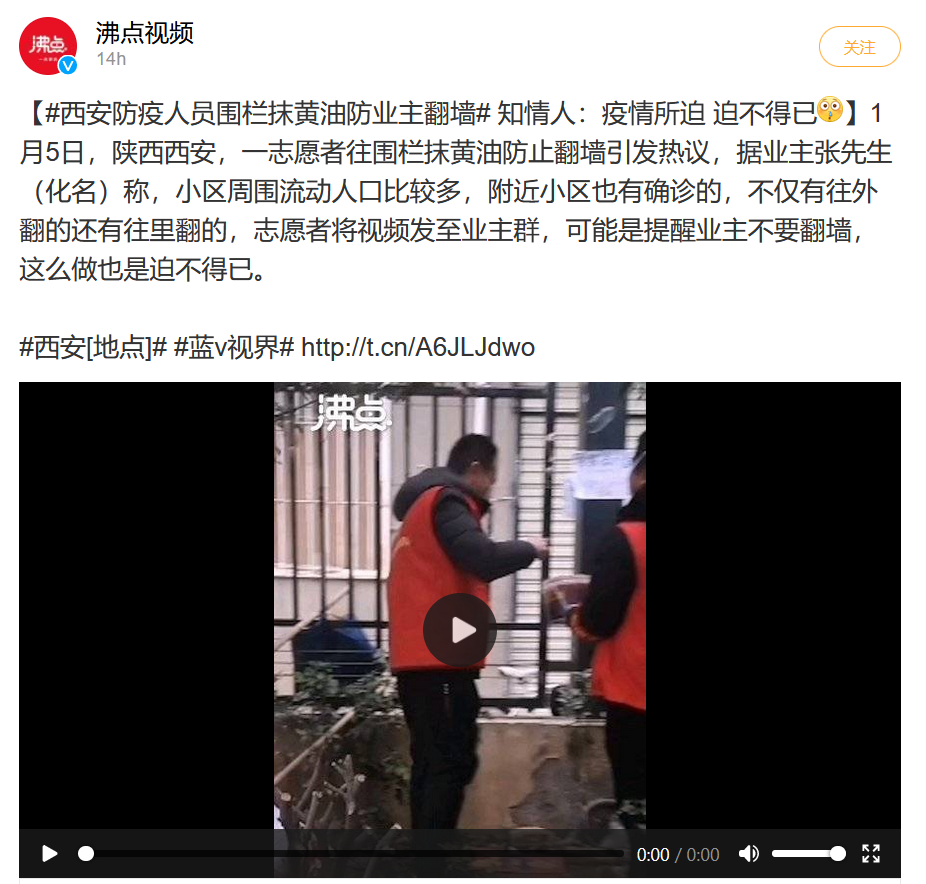 沸点视频
14h
关注
【#西安防疫人员围栏抹黄油防业主翻墙# 知情人：疫情所迫 迫不得已🤫】1
月5日，陕西西安，一志愿者往围栏抹黄油防止翻墙引发热议，据业主张先生
（化名）称，小区周围流动人口比较多，附近小区也有确诊的，不仅有往外
翻的还有往里翻的，志愿者将视频发至业主群，可能是提醒业主不要翻墙，
这么做也是迫不得已。
#西安[地点]# #蓝v视界# http://t.cn/A6JLJdwo
沸点
0:00 / 0:00